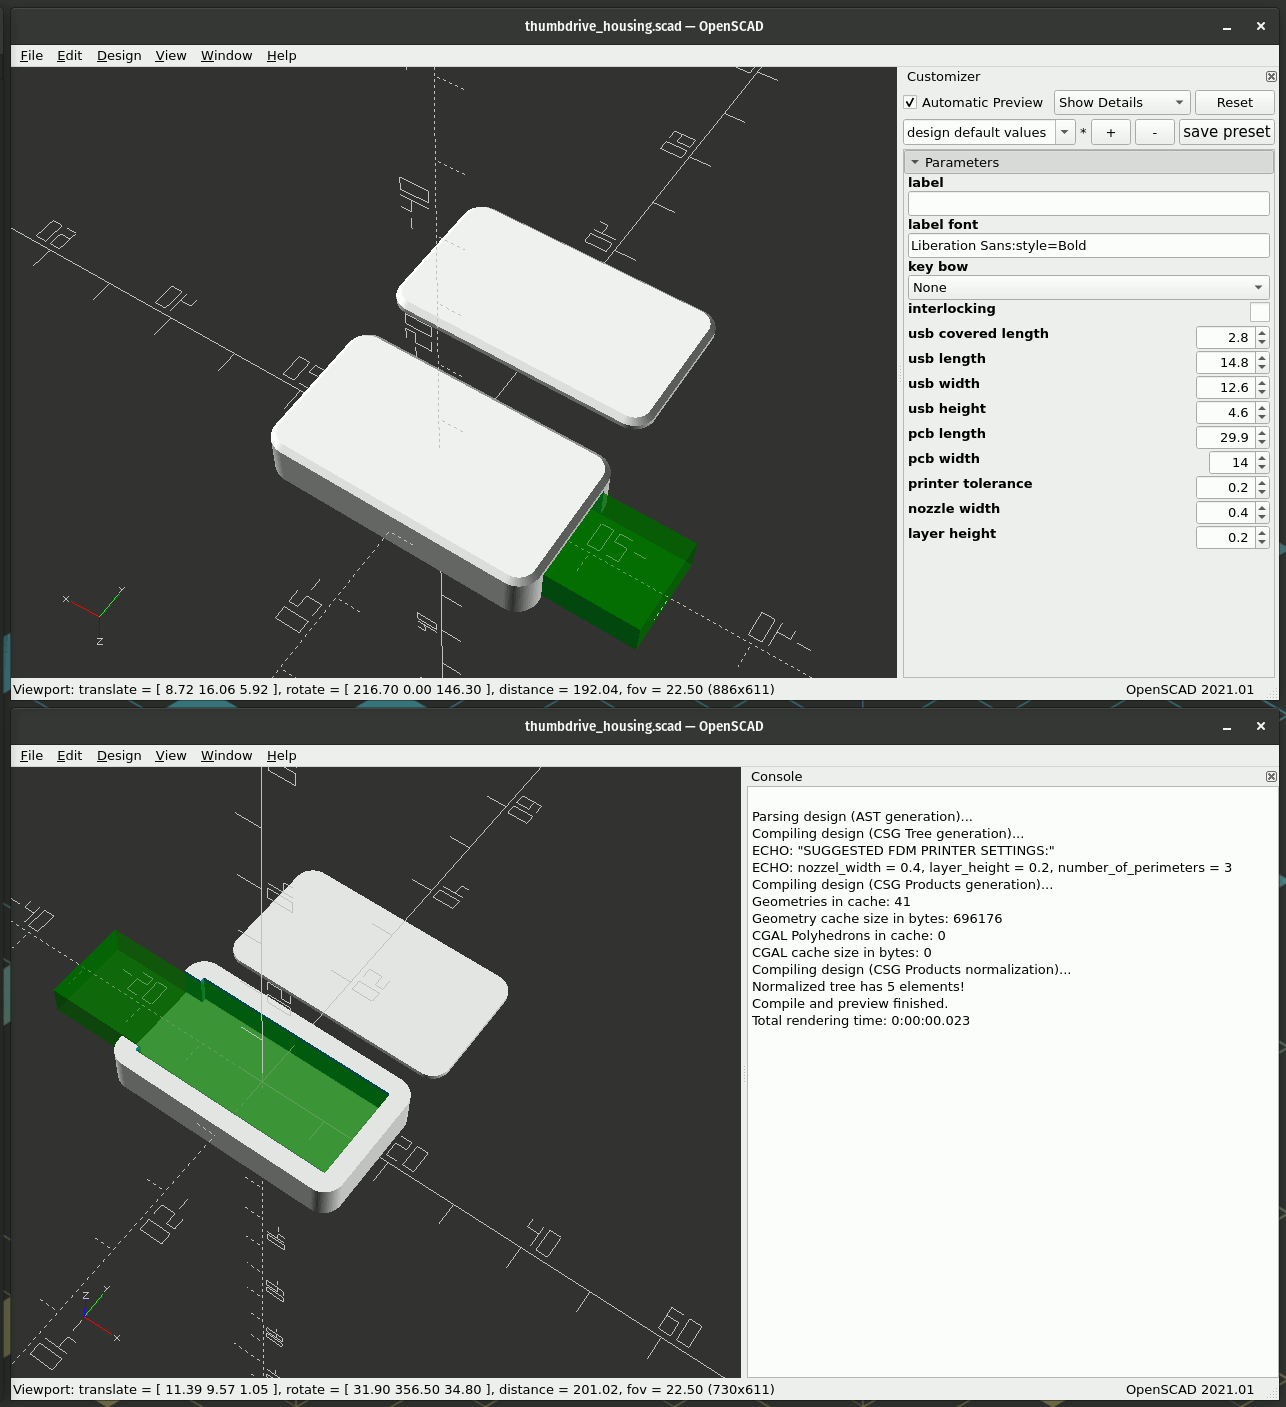 thumbdrive_housing.scad — OpenSCAD
File Edit Design View Window Help
Customizer
Automatic Preview Show Details Reset
design default values * + - save preset
Parameters
label
label font
Liberation Sans:style=Bold
key bow
None
interlocking
usb covered length 2.8
usb length 14.8
usb width 12.6
usb height 4.6
pcb length 29.9
pcb width 14
printer tolerance 0.2
nozzle width 0.4
layer height 0.2
x
y
z
Viewport: translate = [ 8.72 16.06 5.92 ], rotate = [ 216.70 0.00 146.30 ], distance = 192.04, fov = 22.50 (886x611) OpenSCAD 2021.01
thumbdrive_housing.scad — OpenSCAD
File Edit Design View Window Help
Console
Parsing design (AST generation)...
Compiling design (CSG Tree generation)...
ECHO: "SUGGESTED FDM PRINTER SETTINGS:"
ECHO: nozzel_width = 0.4, layer_height = 0.2, number_of_perimeters = 3
Compiling design (CSG Products generation)...
Geometries in cache: 41
Geometry cache size in bytes: 696176
CGAL Polyhedrons in cache: 0
CGAL cache size in bytes: 0
Compiling design (CSG Products normalization)...
Normalized tree has 5 elements!
Compile and preview finished.
Total rendering time: 0:00:00.023
z
y
x
Viewport: translate = [ 11.39 9.57 1.05 ], rotate = [ 31.90 356.50 34.80 ], distance = 201.02, fov = 22.50 (730x611) OpenSCAD 2021.01